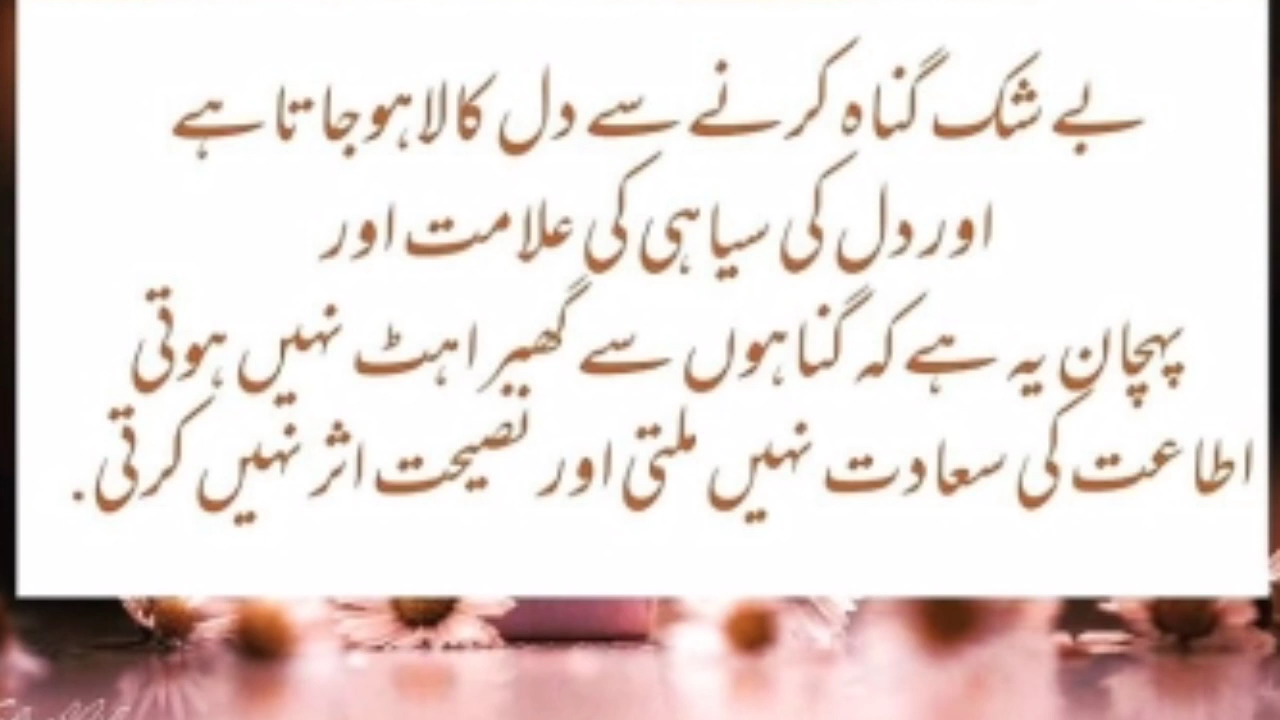 بے شک گناہ کرنے سے دل کالا ہو جاتا ہے
اور دل کی سیاہی کی علامت اور
پہچان یہ ہے کہ گناہوں سے گھبراہٹ نہیں ہوتی
اطاعت کی سعادت نہیں ملتی اور نصیحت اثر نہیں کرتی.